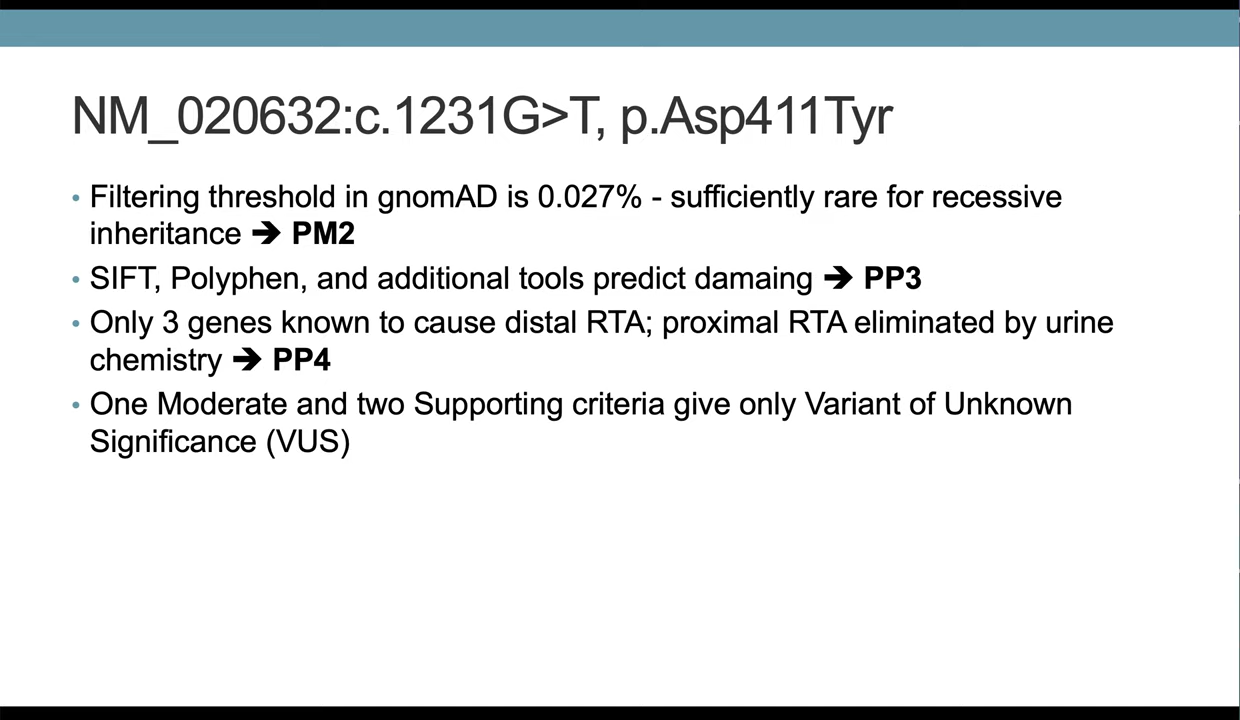 NM_020632:c.1231G>T, p.Asp411Tyr
• Filtering threshold in gnomAD is 0.027% - sufficiently rare for recessive
inheritance ➔ PM2
• SIFT, Polyphen, and additional tools predict damaing ➔ PP3
• Only 3 genes known to cause distal RTA; proximal RTA eliminated by urine
chemistry ➔ PP4
• One Moderate and two Supporting criteria give only Variant of Unknown
Significance (VUS)